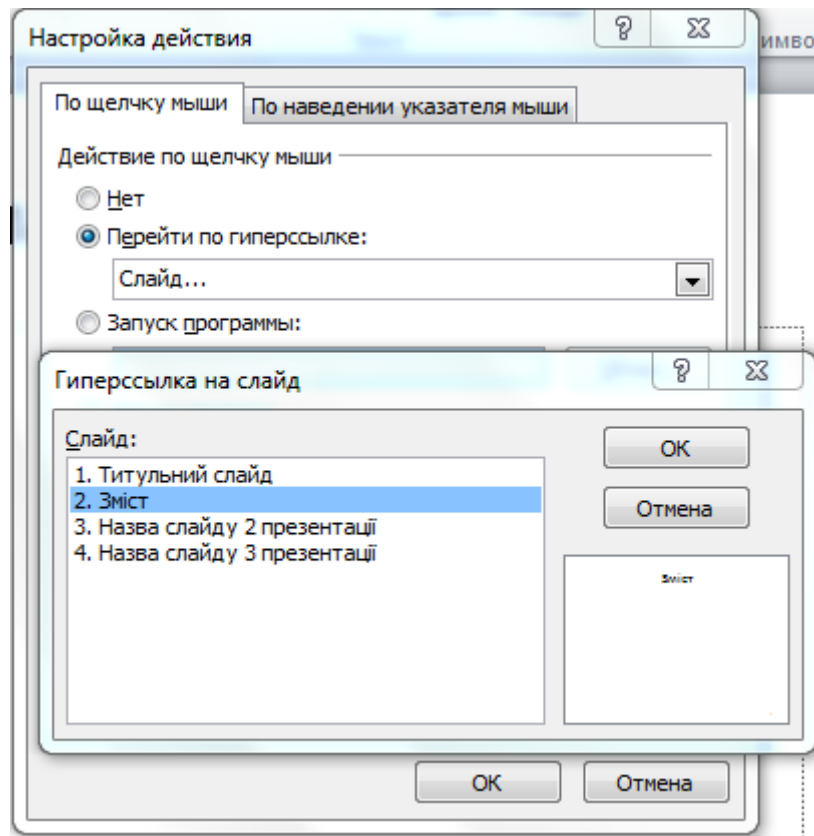 Настройка действия
имво
По щелчку мыши
По наведении указателя мыши
Действие по щелчку мыши
Нет
Перейти по гиперссылке:
Слайд...
Запуск программы:
Гиперссылка на слайд
Слайд:
1. Титульний слайд
2. Зміст
3. Назва слайду 2 презентації
4. Назва слайду 3 презентації
ОК
Отмена
Зміст
ОК
Отмена